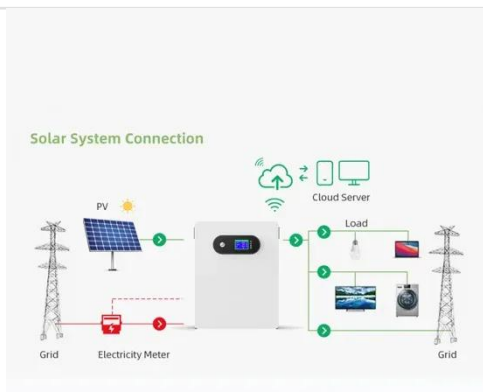 Solar System Connection
Cloud Server
PV
Load
Grid
Electricity Meter
Grid